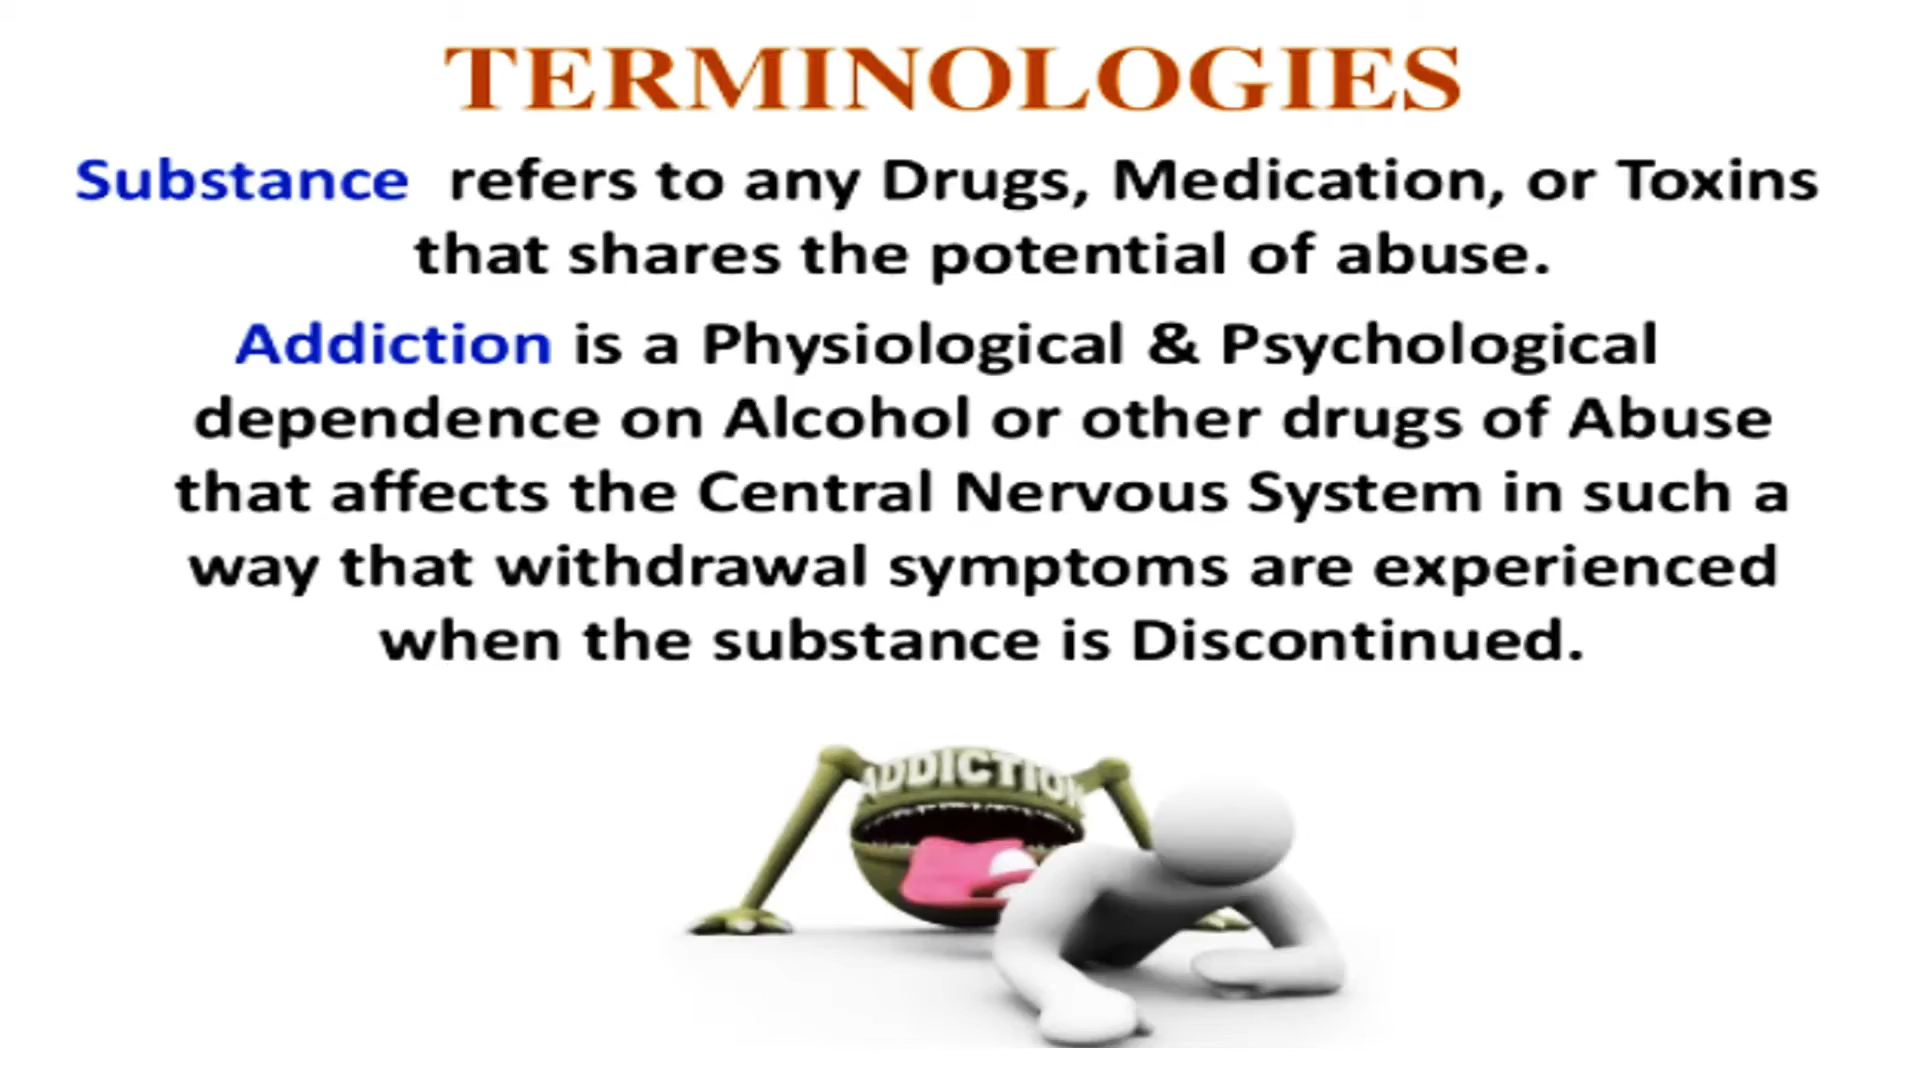 TERMINOLOGIES
Substance refers to any Drugs, Medication, or Toxins
that shares the potential of abuse.
Addiction is a Physiological & Psychological
dependence on Alcohol or other drugs of Abuse
that affects the Central Nervous System in such a
way that withdrawal symptoms are experienced
when the substance is Discontinued.
ADDICTION